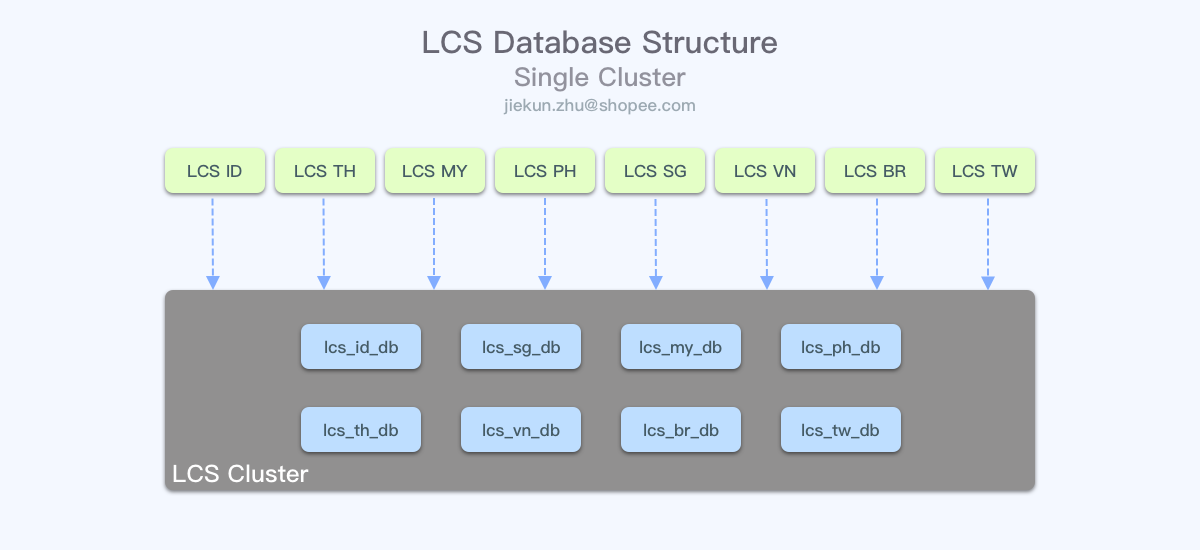 LCS Database Structure
Single Cluster
jiekun.zhu@shopee.com
LCS ID
LCS TH
LCS MY
LCS PH
LCS SG
LCS VN
LCS BR
LCS TW
lcs_id_db
lcs_sg_db
lcs_my_db
lcs_ph_db
lcs_th_db
lcs_vn_db
lcs_br_db
lcs_tw_db
LCS Cluster